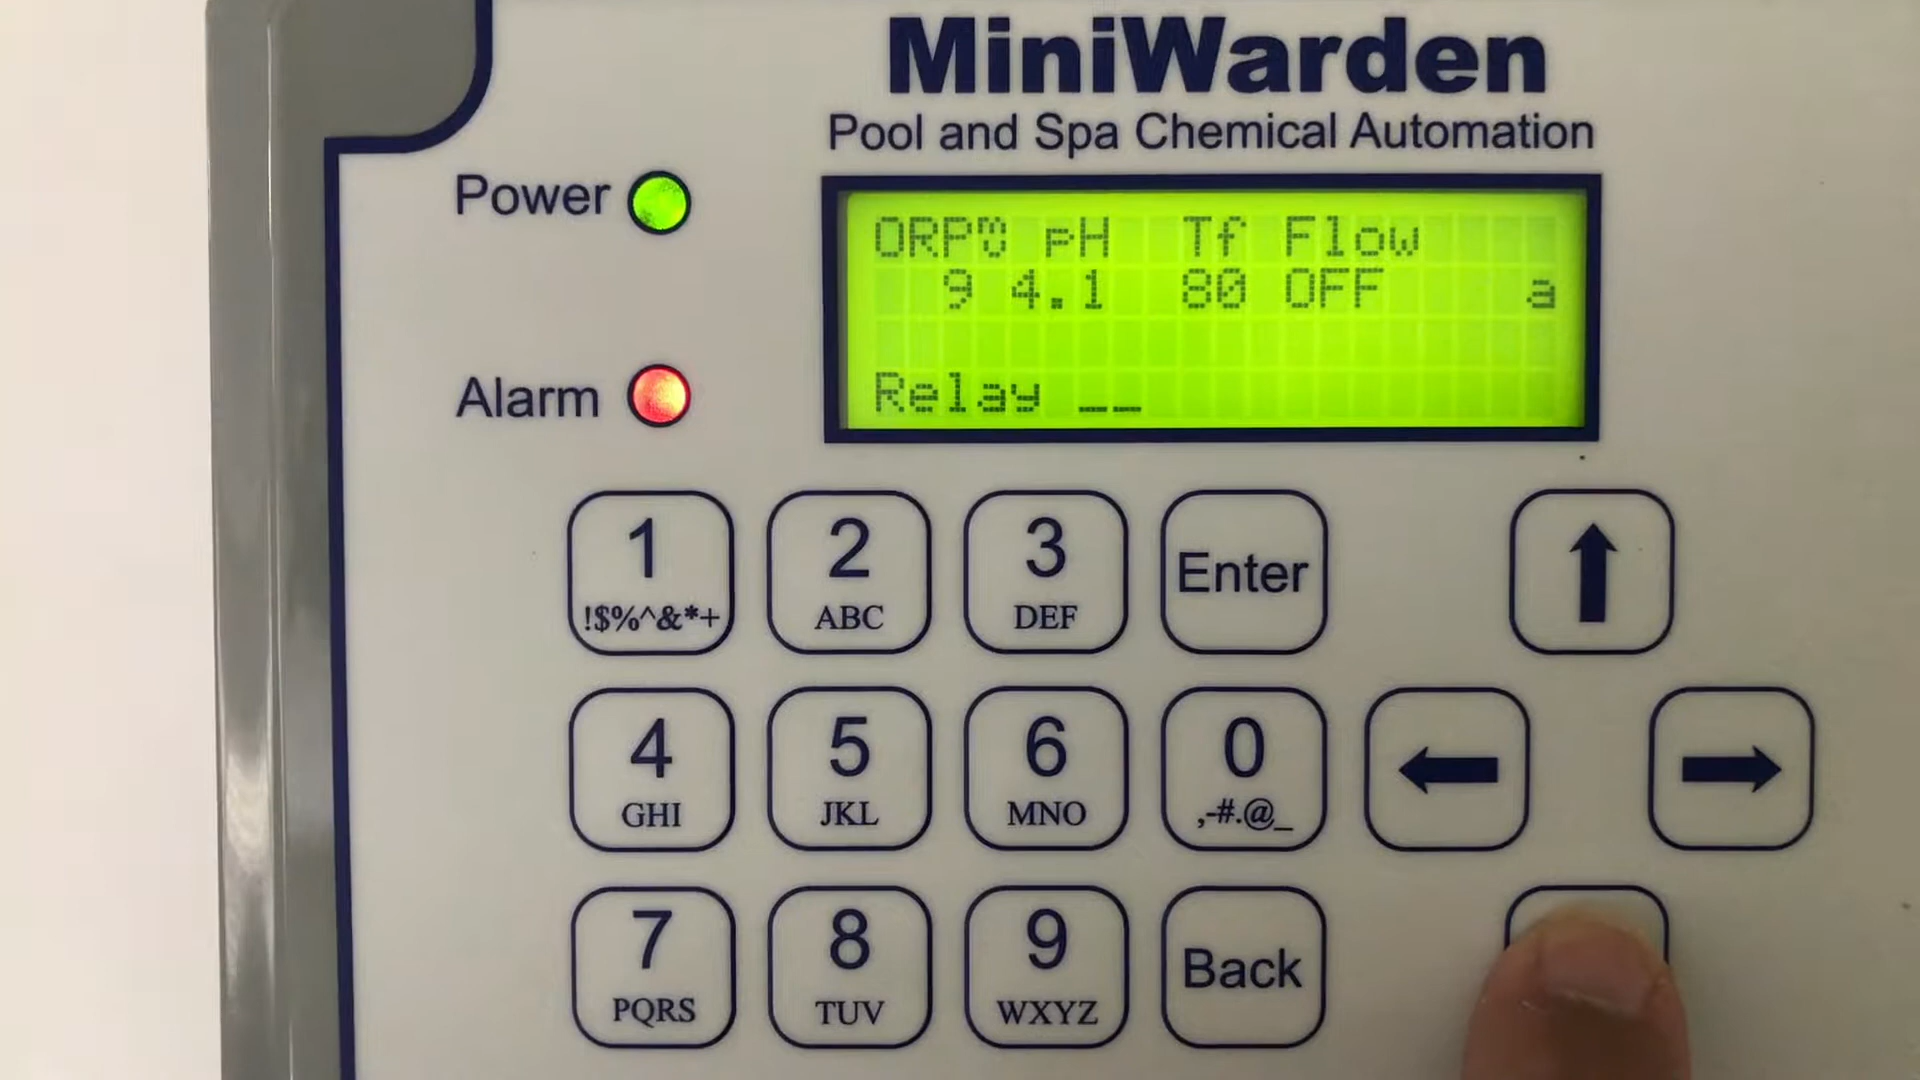 MiniWarden
Pool and Spa Chemical Automation
Power
ORP pH Tf Flow
9 4.1 80 OFF a
Alarm
Relay __
1 2 3 Enter
!$%^&*+ ABC DEF
4 5 6 0
GHI JKL MNO ,-#.@_
7 8 9 Back
PQRS TUV WXYZ